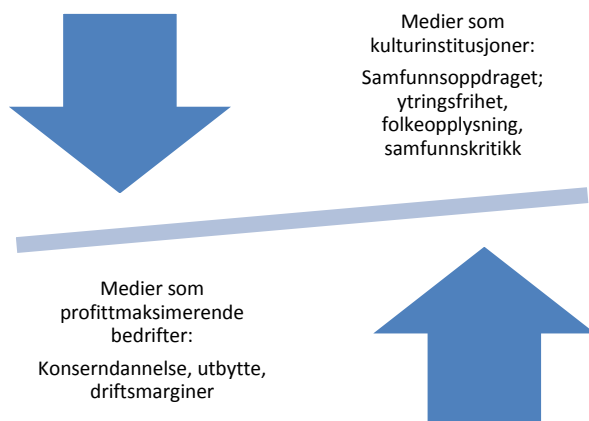 Medier som
kulturinstitusjoner:
Samfunnsoppdraget;
ytringsfrihet,
folkeopplysning,
samfunnskritikk
Medier som
profittmaksimerende
bedrifter:
Konserndannelse, utbytte,
driftsmarginer